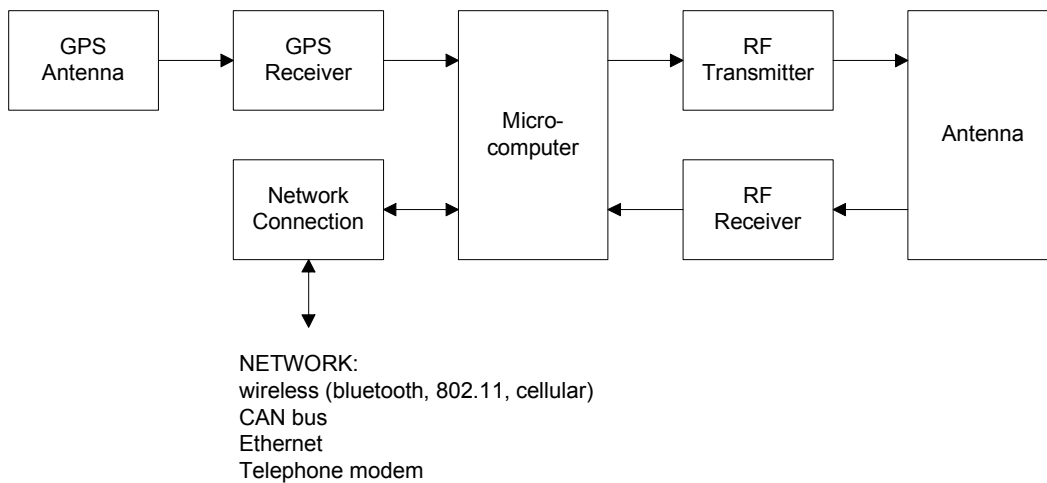 GPS
Antenna
GPS
Receiver
Micro-
computer
RF
Transmitter
Antenna
Network
Connection
RF
Receiver
NETWORK:
wireless (bluetooth, 802.11, cellular)
CAN bus
Ethernet
Telephone modem